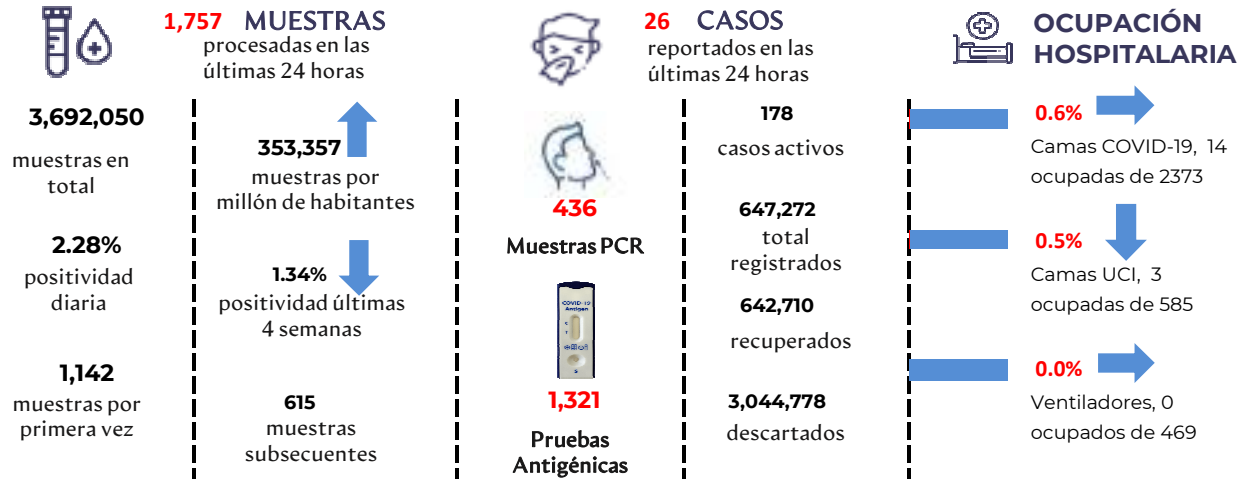 1,757 MUESTRAS
procesadas en las
últimas 24 horas
3,692,050
muestras en
total
2.28%
positividad
diaria
1,142
muestras por
primera vez
353,357
muestras por
millón de habitantes
1.34%
positividad últimas
4 semanas
615
muestras
subsecuentes
26 CASOS
reportados en las
últimas 24 horas
436
Muestras PCR
COVID-19
Antigen
C
T
S
1,321
Pruebas
Antigénicas
178
casos activos
647,272
total
registrados
642,710
recuperados
3,044,778
descartados
OCUPACIÓN
HOSPITALARIA
0.6%
Camas COVID-19, 14
ocupadas de 2373
0.5%
Camas UCI, 3
ocupadas de 585
0.0%
Ventiladores, 0
ocupados de 469